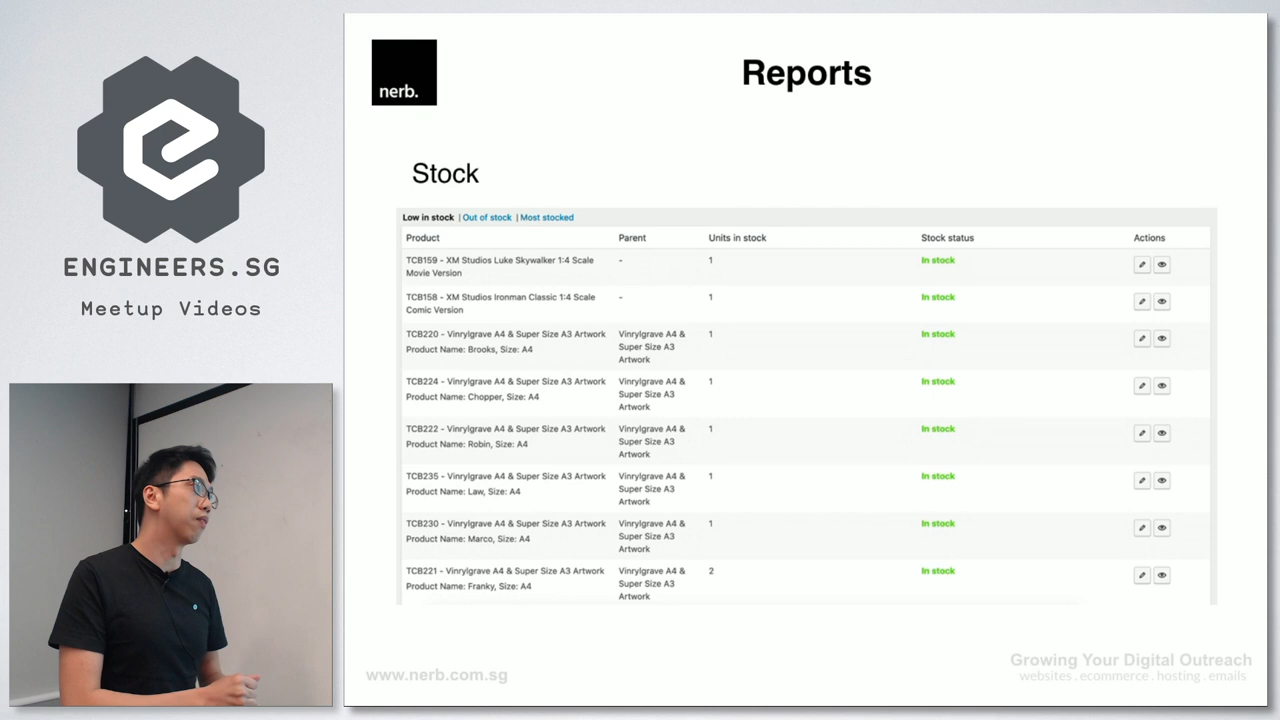 ENGINEERS.SG
Meetup Videos
nerb.
Reports
Stock
Low in stock | Out of stock | Most stocked
Product Parent Units in stock Stock status Actions
TCB159 - XM Studios Luke Skywalker 1:4 Scale - 1 In stock
Movie Version
TCB158 - XM Studios Ironman Classic 1:4 Scale - 1 In stock
Comic Version
TCB220 - Vinrylgrave A4 & Super Size A3 Artwork Vinrylgrave A4 & 1 In stock
Product Name: Brooks, Size: A4 Super Size A3
Artwork
TCB224 - Vinrylgrave A4 & Super Size A3 Artwork Vinrylgrave A4 & 1 In stock
Product Name: Chopper, Size: A4 Super Size A3
Artwork
TCB222 - Vinrylgrave A4 & Super Size A3 Artwork Vinrylgrave A4 & 1 In stock
Product Name: Robin, Size: A4 Super Size A3
Artwork
TCB235 - Vinrylgrave A4 & Super Size A3 Artwork Vinrylgrave A4 & 1 In stock
Product Name: Law, Size: A4 Super Size A3
Artwork
TCB230 - Vinrylgrave A4 & Super Size A3 Artwork Vinrylgrave A4 & 1 In stock
Product Name: Marco, Size: A4 Super Size A3
Artwork
TCB221 - Vinrylgrave A4 & Super Size A3 Artwork Vinrylgrave A4 & 2 In stock
Product Name: Franky, Size: A4 Super Size A3
Artwork
www.nerb.com.sg
Growing Your Digital Outreach
websites . ecommerce . hosting . emails